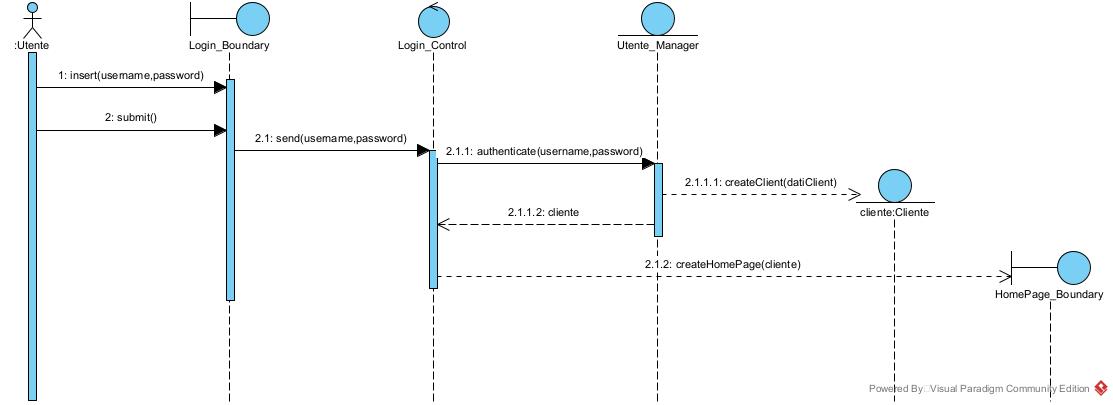 :Utente
Login_Boundary
Login_Control
Utente_Manager
1: insert(username,password)
2: submit()
2.1: send(username,password)
2.1.1: authenticate(username,password)
2.1.1.1: createClient(datiClient)
cliente:Cliente
2.1.1.2: cliente
2.1.2: createHomePage(cliente)
HomePage_Boundary
Powered By Visual Paradigm Community Edition